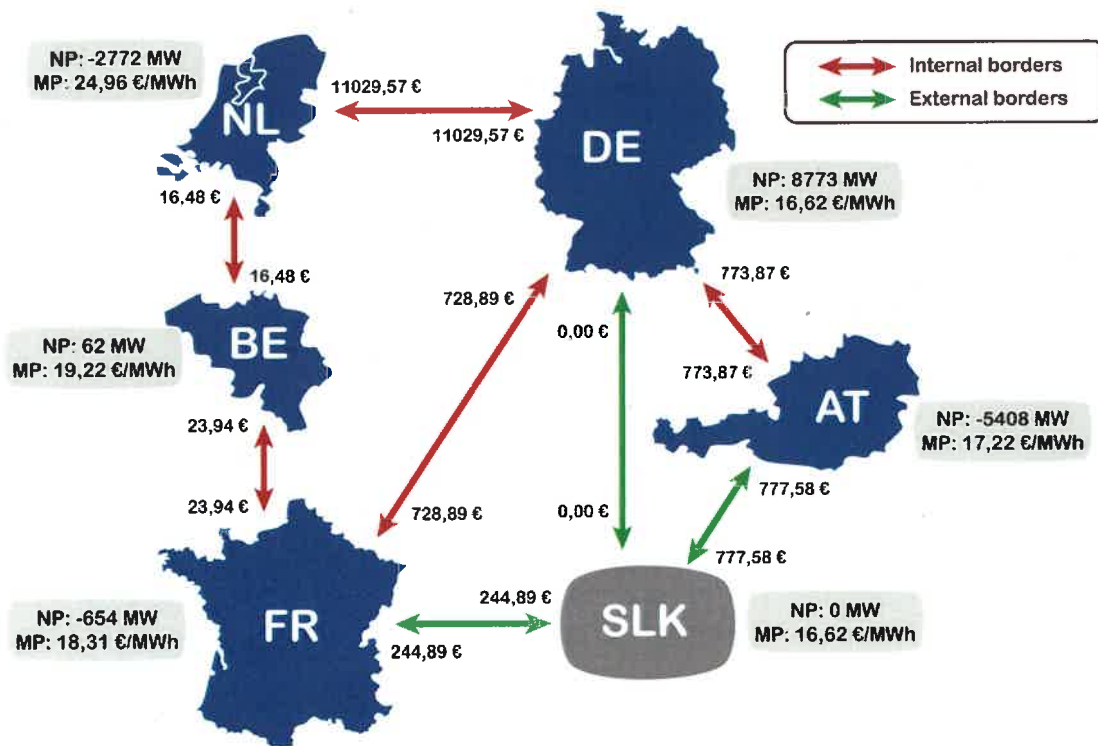 NP: -2772 MW
MP: 24,96 €/MWh
NL
11029,57 €
11029,57 €
DE
Internal borders
External borders
NP: 8773 MW
MP: 16,62 €/MWh
16,48 €
16,48 €
728,89 €
773,87 €
0,00 €
773,87 €
NP: 62 MW
MP: 19,22 €/MWh
BE
AT
NP: -5408 MW
MP: 17,22 €/MWh
23,94 €
23,94 €
728,89 €
0,00 €
777,58 €
777,58 €
NP: -654 MW
MP: 18,31 €/MWh
FR
244,89 €
244,89 €
SLK
NP: 0 MW
MP: 16,62 €/MWh